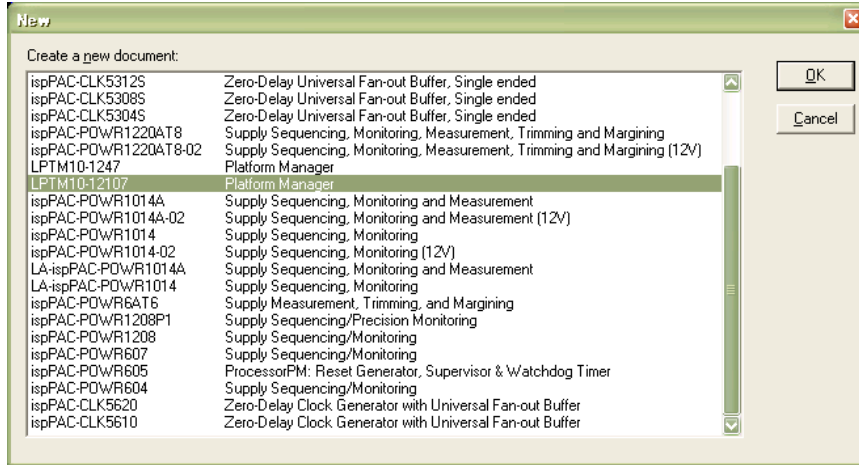 New
Create a new document:
ispPAC-CLK5312S Zero-Delay Universal Fan-out Buffer, Single ended
ispPAC-CLK5308S Zero-Delay Universal Fan-out Buffer, Single ended
ispPAC-CLK5304S Zero-Delay Universal Fan-out Buffer, Single ended
ispPAC-POWR1220AT8 Supply Sequencing, Monitoring, Measurement, Trimming and Margining
ispPAC-POWR1220AT8-02 Supply Sequencing, Monitoring, Measurement, Trimming and Margining (12V)
LPTM10-1247 Platform Manager
LPTM10-12107 Platform Manager
ispPAC-POWR1014A Supply Sequencing, Monitoring and Measurement
ispPAC-POWR1014A-02 Supply Sequencing, Monitoring and Measurement (12V)
ispPAC-POWR1014 Supply Sequencing, Monitoring
ispPAC-POWR1014-02 Supply Sequencing, Monitoring (12V)
LA-ispPAC-POWR1014A Supply Sequencing, Monitoring and Measurement
LA-ispPAC-POWR1014 Supply Sequencing, Monitoring
ispPAC-POWR6AT6 Supply Measurement, Trimming, and Margining
ispPAC-POWR1208P1 Supply Sequencing/Precision Monitoring
ispPAC-POWR1208 Supply Sequencing/Monitoring
ispPAC-POWR607 Supply Sequencing/Monitoring
ispPAC-POWR605 ProcessorPM: Reset Generator, Supervisor & Watchdog Timer
ispPAC-POWR604 Supply Sequencing/Monitoring
ispPAC-CLK5620 Zero-Delay Clock Generator with Universal Fan-out Buffer
ispPAC-CLK5610 Zero-Delay Clock Generator with Universal Fan-out Buffer
OK
Cancel